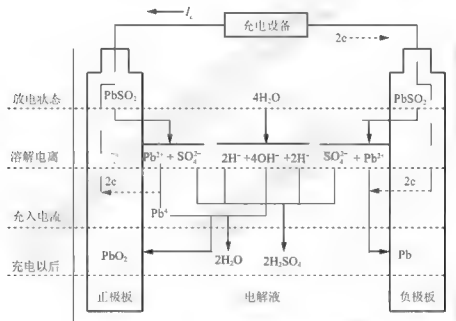 I
充电设备
2e
放电状态
PbSO₂
4H₂O
PbSO₂
溶解电离
Pb²⁺ + SO₄²⁻
2H⁻ +4OH⁻ +2H⁻
SO₄²⁻ + Pb²⁺
2e
2e
充入电流
Pb⁴
充电以后
PbO₂
2H₂O
2H₂SO₄
Pb
正极板
电解液
负极板